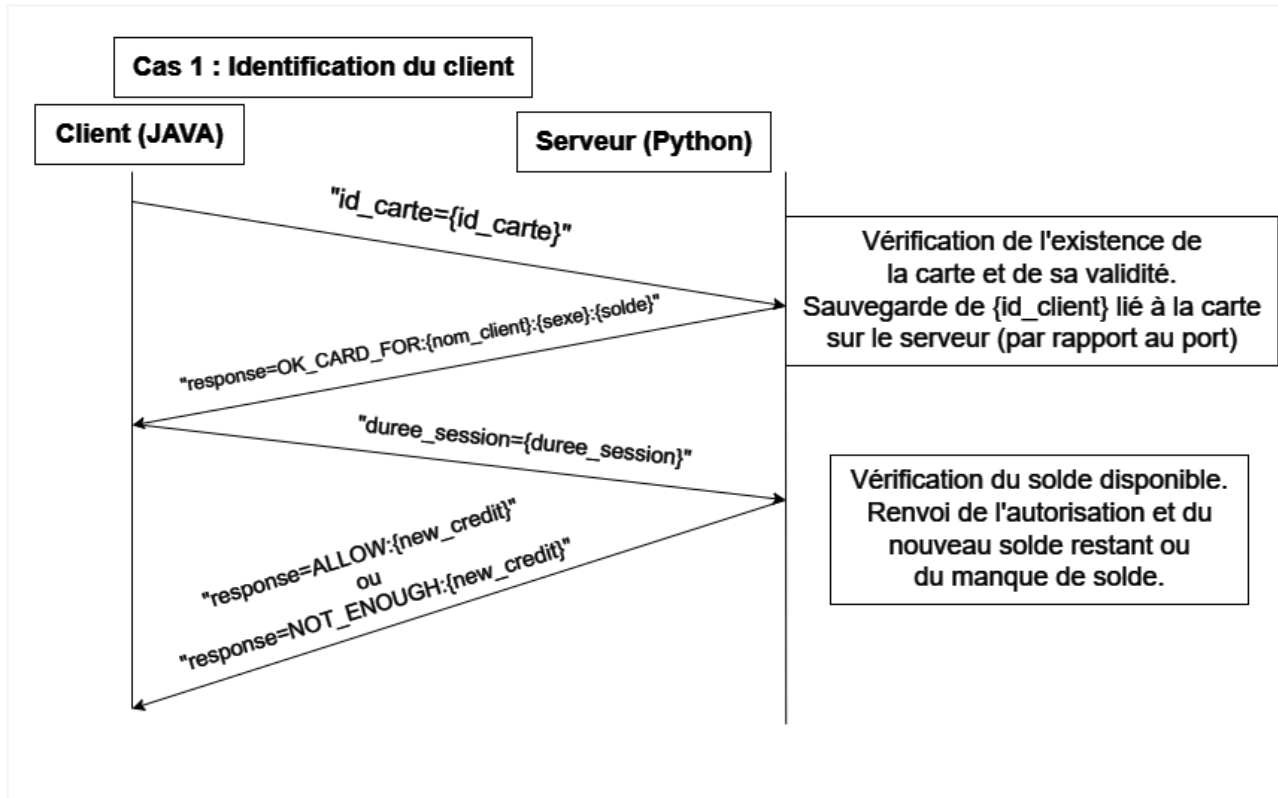 Cas 1 : Identification du client
Client (JAVA)
Serveur (Python)
"id_carte={id_carte}"
Vérification de l'existence de
la carte et de sa validité.
Sauvegarde de {id_client} lié à la carte
sur le serveur (par rapport au port)
"response=OK_CARD_FOR:{nom_client}:{sexe}:{solde}"
"duree_session={duree_session}"
Vérification du solde disponible.
Renvoi de l'autorisation et du
nouveau solde restant ou
du manque de solde.
"response=ALLOW:{new_credit}"
ou
"response=NOT_ENOUGH:{new_credit}"